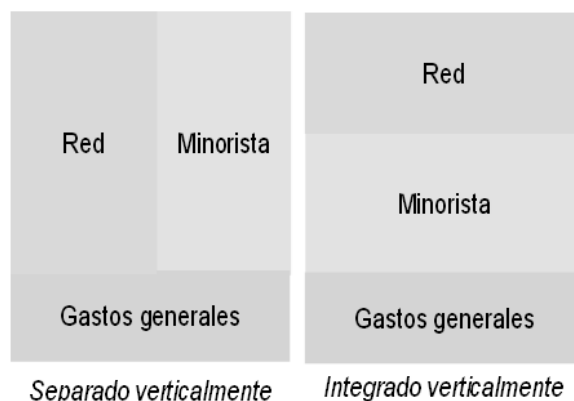 Red
Minorista
Gastos generales
Separado verticalmente
Red
Minorista
Gastos generales
Integrado verticalmente